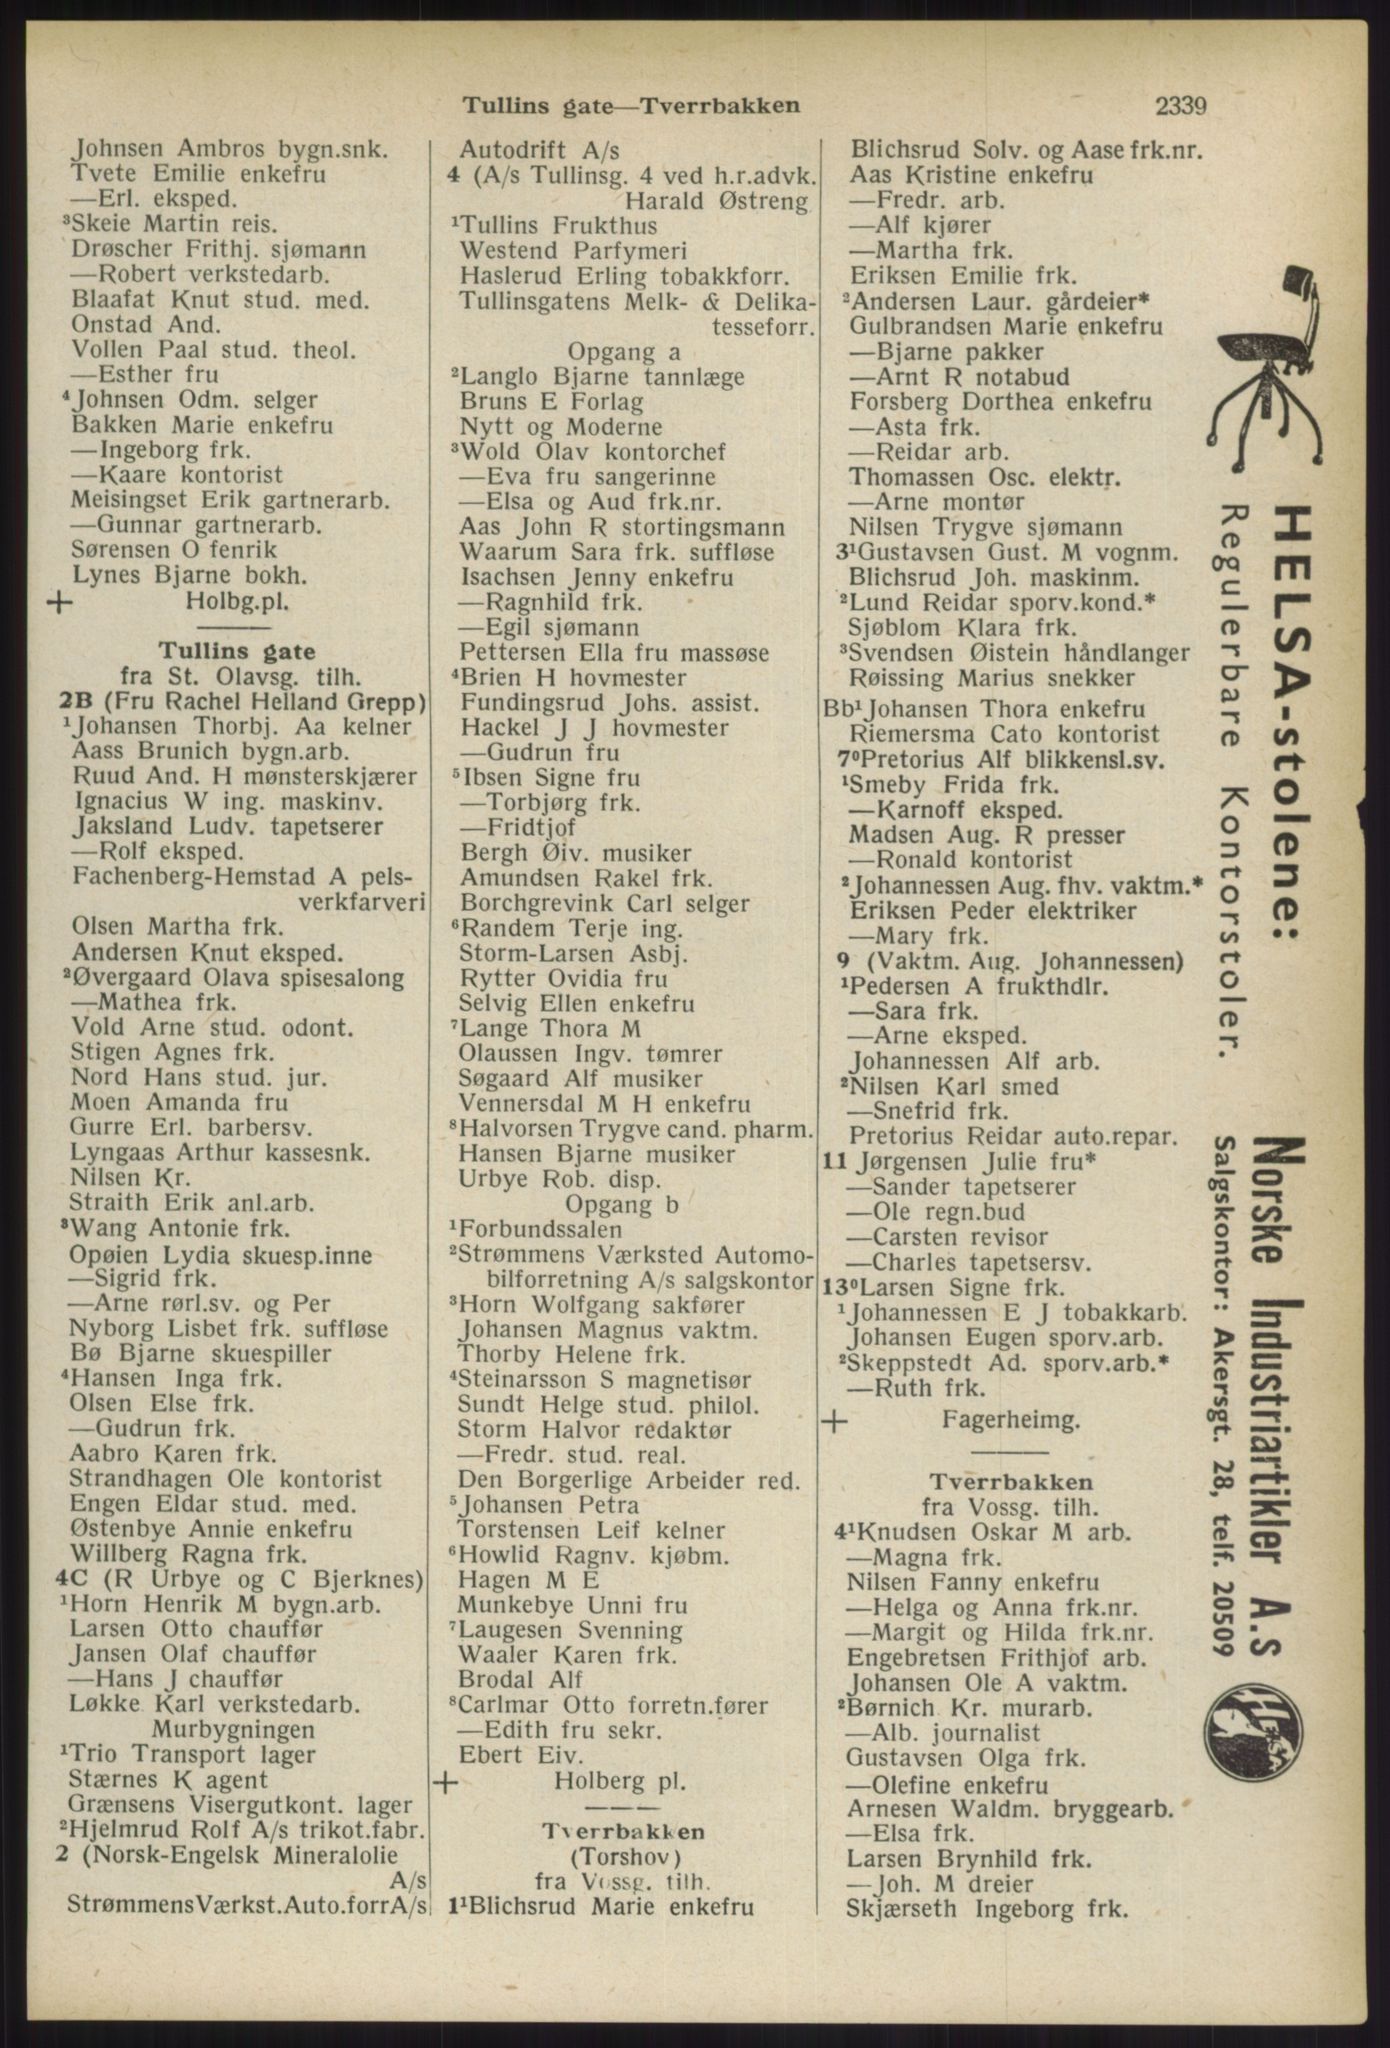 Tullins gate—Tverrbakken
2339
Johnsen Ambros bygn.snk.
Tvete Emilie enkefru
—Erl. eksped.
³Skeie Martin reis.
Drøscher Frithj. sjømann
—Robert verkstedarb.
Blaafat Knut stud. med.
Onstad And.
Vollen Paal stud. theol.
—Esther fru
⁴Johnsen Odm. selger
Bakken Marie enkefru
—Ingeborg frk.
—Kaare kontorist
Meisingset Erik gartnerarb.
—Gunnar gartnerarb.
Sørensen O fenrik
Lynes Bjarne bokh.
+ Holbg.pl.
Tullins gate
fra St. Olavsg. tilh.
2B (Fru Rachel Helland Grepp)
¹Johansen Thorbj. Aa kelner
Aass Brunich bygn.arb.
Ruud And. H mønsterskjærer
Ignacius W ing. maskinv.
Jaksland Ludv. tapetserer
—Rolf eksped.
Fachenberg-Hemstad A pels-
verkfarveri
Olsen Martha frk.
Andersen Knut eksped.
²Øvergaard Olava spisesalong
—Mathea frk.
Vold Arne stud. odont.
Stigen Agnes frk.
Nord Hans stud. jur.
Moen Amanda fru
Gurre Erl. barbersv.
Lyngaas Arthur kassesnk.
Nilsen Kr.
Straith Erik anl.arb.
³Wang Antonie frk.
Opøien Lydia skuesp.inne
—Sigrid frk.
—Arne rørl.sv. og Per
Nyborg Lisbet frk. suffløse
Bø Bjarne skuespiller
⁴Hansen Inga frk.
Olsen Else frk.
—Gudrun frk.
Aabro Karen frk.
Strandhagen Ole kontorist
Engen Eldar stud. med.
Østenbye Annie enkefru
Willberg Ragna frk.
4C (R Urbye og C Bjerknes)
¹Horn Henrik M bygn.arb.
Larsen Otto chauffør
Jansen Olaf chauffør
—Hans J chauffør
Løkke Karl verkstedarb.
Murbygningen
¹Trio Transport lager
Stærnes K agent
Grænsens Visergutkont. lager
²Hjelmrud Rolf A/s trikot.fabr.
2 (Norsk-Engelsk Mineralolie
A/s
StrømmensVærkst.Auto.forrA/s
Autodrift A/s
4 (A/s Tullinsg. 4 ved h.r.advk.
Harald Østreng
¹Tullins Frukthus
Westend Parfymeri
Haslerud Erling tobakkforr.
Tullinsgatens Melk- & Delika-
tesseforr.
Opgang a
²Langlo Bjarne tannlæge
Bruns E Forlag
Nytt og Moderne
³Wold Olav kontorchef
—Eva fru sangerinne
—Elsa og Aud frk.nr.
Aas John R stortingsmann
Waarum Sara frk. suffløse
Isachsen Jenny enkefru
—Ragnhild frk.
—Egil sjømann
Pettersen Ella fru massøse
⁴Brien H hovmester
Fundingsrud Johs. assist.
Hackel J J hovmester
—Gudrun fru
⁵Ibsen Signe fru
—Torbjørg frk.
—Fridtjof
Bergh Øiv. musiker
Amundsen Rakel frk.
Borchgrevink Carl selger
⁶Randem Terje ing.
Storm-Larsen Asbj.
Rytter Ovidia fru
Selvig Ellen enkefru
⁷Lange Thora M
Olaussen Ingv. tømrer
Søgaard Alf musiker
Vennersdal M H enkefru
⁸Halvorsen Trygve cand. pharm.
Hansen Bjarne musiker
Urbye Rob. disp.
Opgang b
¹Forbundssalen
²Strømmens Værksted Automo-
bilforretning A/s salgskontor
³Horn Wolfgang sakfører
Johansen Magnus vaktm.
Thorby Helene frk.
⁴Steinarsson S magnetisør
Sundt Helge stud. philol.
Storm Halvor redaktør
—Fredr. stud. real.
Den Borgerlige Arbeider red.
⁵Johansen Petra
Torstensen Leif kelner
⁶Howlid Ragnv. kjøbm.
Hagen M E
Munkebye Unni fru
⁷Laugesen Svenning
Waaler Karen frk.
Brodal Alf
⁸Carlmar Otto forretn.fører
—Edith fru sekr.
Ebert Eiv.
+ Holberg pl.
Tverrbakken
(Torshov)
fra Vossg. tilh.
1¹Blichsrud Marie enkefru
Blichsrud Solv. og Aase frk.nr.
Aas Kristine enkefru
—Fredr. arb.
—Alf kjører
—Martha frk.
Eriksen Emilie frk.
²Andersen Laur. gårdeier*
Gulbrandsen Marie enkefru
—Bjarne pakker
—Arnt R notabud
Forsberg Dorthea enkefru
—Asta frk.
—Reidar arb.
Thomassen Osc. elektr.
—Arne montør
Nilsen Trygve sjømann
3¹Gustavsen Gust. M vognm.
Blichsrud Joh. maskinm.
²Lund Reidar sporv.kond.*
Sjøblom Klara frk.
³Svendsen Øistein håndlanger
Røissing Marius snekker
Bb¹Johansen Thora enkefru
Riemersma Cato kontorist
7⁰Pretorius Alf blikkensl.sv.
¹Smeby Frida frk.
—Karnoff eksped.
Madsen Aug. R presser
—Ronald kontorist
²Johannessen Aug. fhv. vaktm.*
Eriksen Peder elektriker
—Mary frk.
9 (Vaktm. Aug. Johannessen)
¹Pedersen A frukthdlr.
—Sara frk.
—Arne eksped.
Johannessen Alf arb.
²Nilsen Karl smed
—Snefrid frk.
Pretorius Reidar auto.repar.
11 Jørgensen Julie fru*
—Sander tapetserer
—Ole regn.bud
—Carsten revisor
—Charles tapetsersv.
13⁰Larsen Signe frk.
¹Johannessen E J tobakkarb.
Johansen Eugen sporv.arb.
²Skeppstedt Ad. sporv.arb.*
—Ruth frk.
+ Fagerheimg.
Tverrbakken
fra Vossg. tilh.
4¹Knudsen Oskar M arb.
—Magna frk.
Nilsen Fanny enkefru
—Helga og Anna frk.nr.
—Margit og Hilda frk.nr.
Engebretsen Frithjof arb.
Johansen Ole A vaktm.
²Børnich Kr. murarb.
—Alb. journalist
Gustavsen Olga frk.
—Olefine enkefru
Arnesen Waldm. bryggearb.
—Elsa frk.
Larsen Brynhild frk.
—Joh. M dreier
Skjærseth Ingeborg frk.
HELSA-stolene:
Regulerbare Kontorstoler.
Norske Industriartikler A.S
Salgskontor: Akersgt. 28, telf. 20509